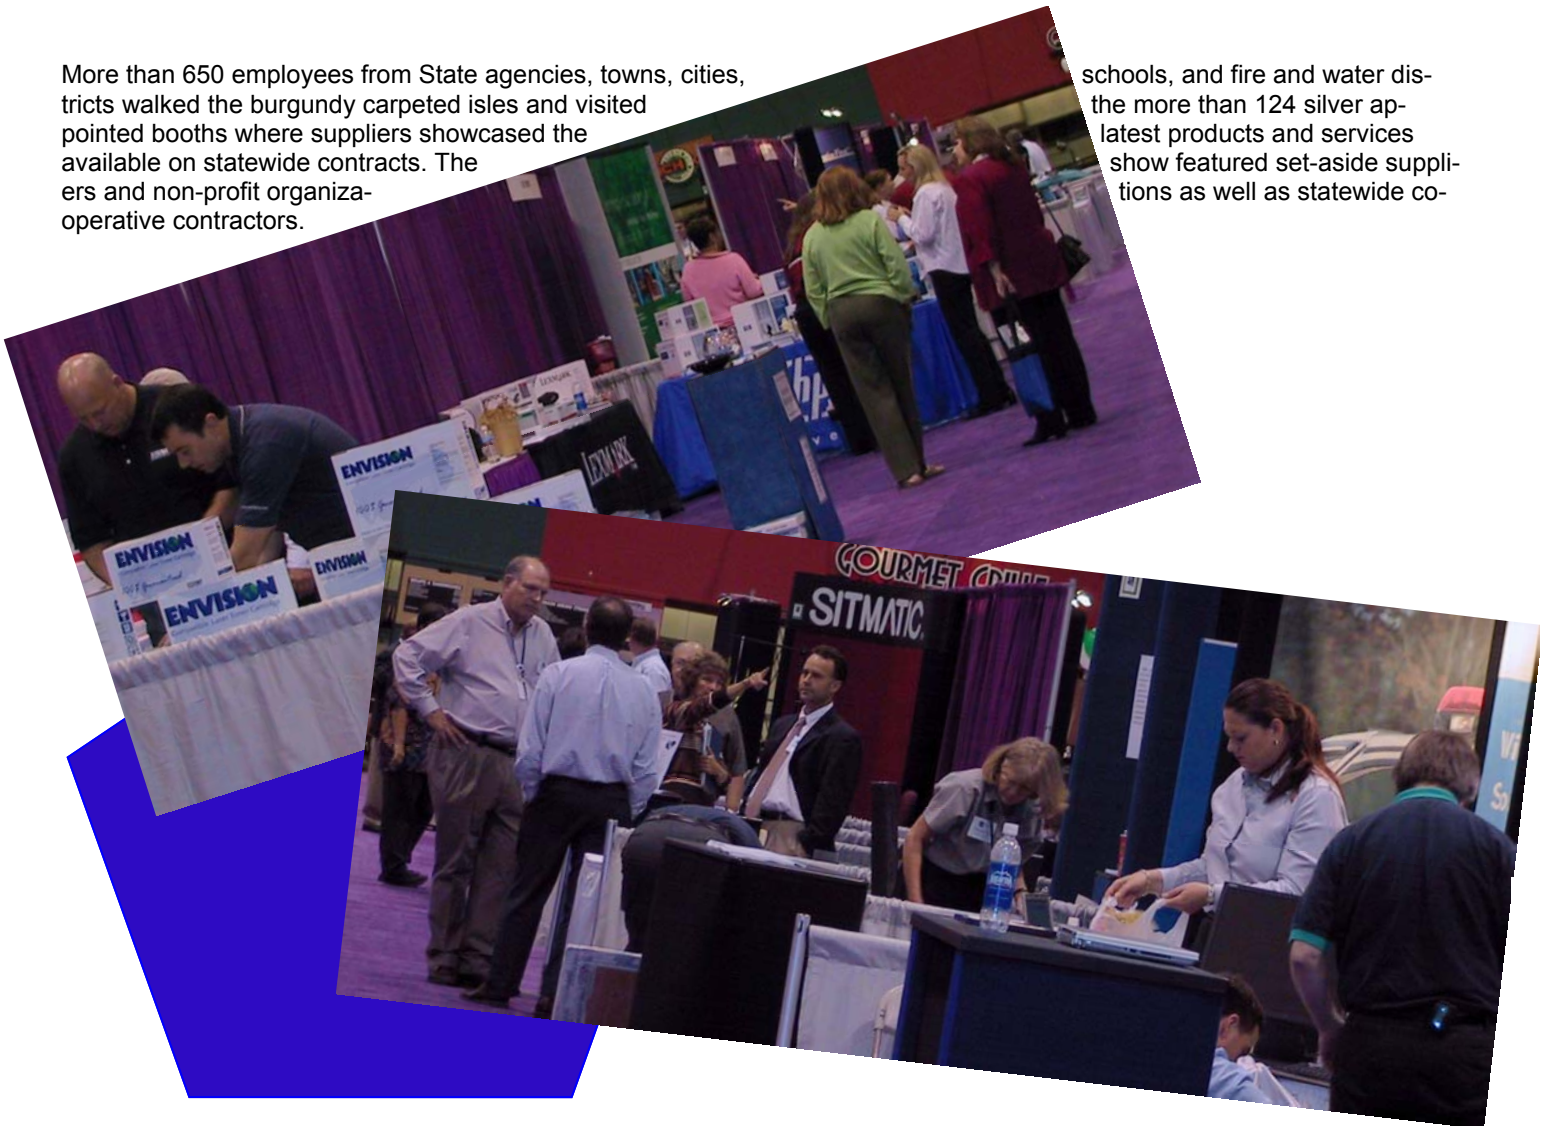 More than 650 employees from State agencies, towns, cities, schools, and fire and water dis-
tricts walked the burgundy carpeted isles and visited the more than 124 silver ap-
pointed booths where suppliers showcased the latest products and services
available on statewide contracts. The show featured set-aside suppli-
ers and non-profit organiza- tions as well as statewide co-
operative contractors.
LEXMARK
hp
LEXMARK
ENVISION
ENVISION
ENVISION
ENVISION
GOURMET GRILLE
SITMATIC